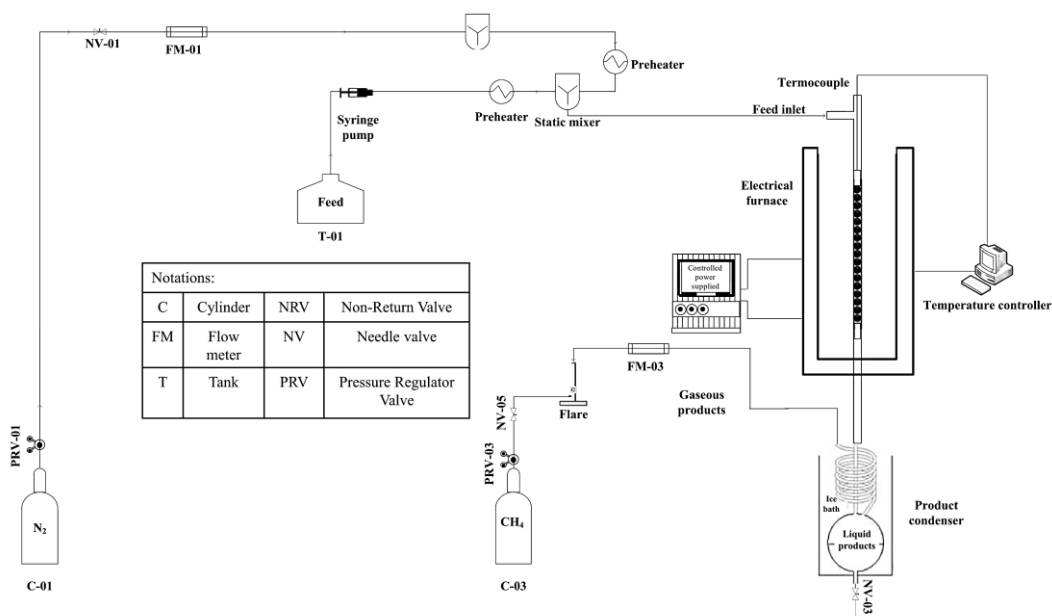 NV-01
FM-01
Preheater
Termocouple
Syringe
pump
Preheater
Static mixer
Feed inlet
Feed
T-01
Electrical
furnace
Controlled
power
supplied
Temperature controller
Notations:
C Cylinder NRV Non-Return Valve
FM Flow
meter NV Needle valve
T Tank PRV Pressure Regulator
Valve
FM-03
Gaseous
products
NV-05
Flare
PRV-01
PRV-03
N2
CH4
C-01
C-03
Ice
bath
Product
condenser
Liquid
products
NV-03